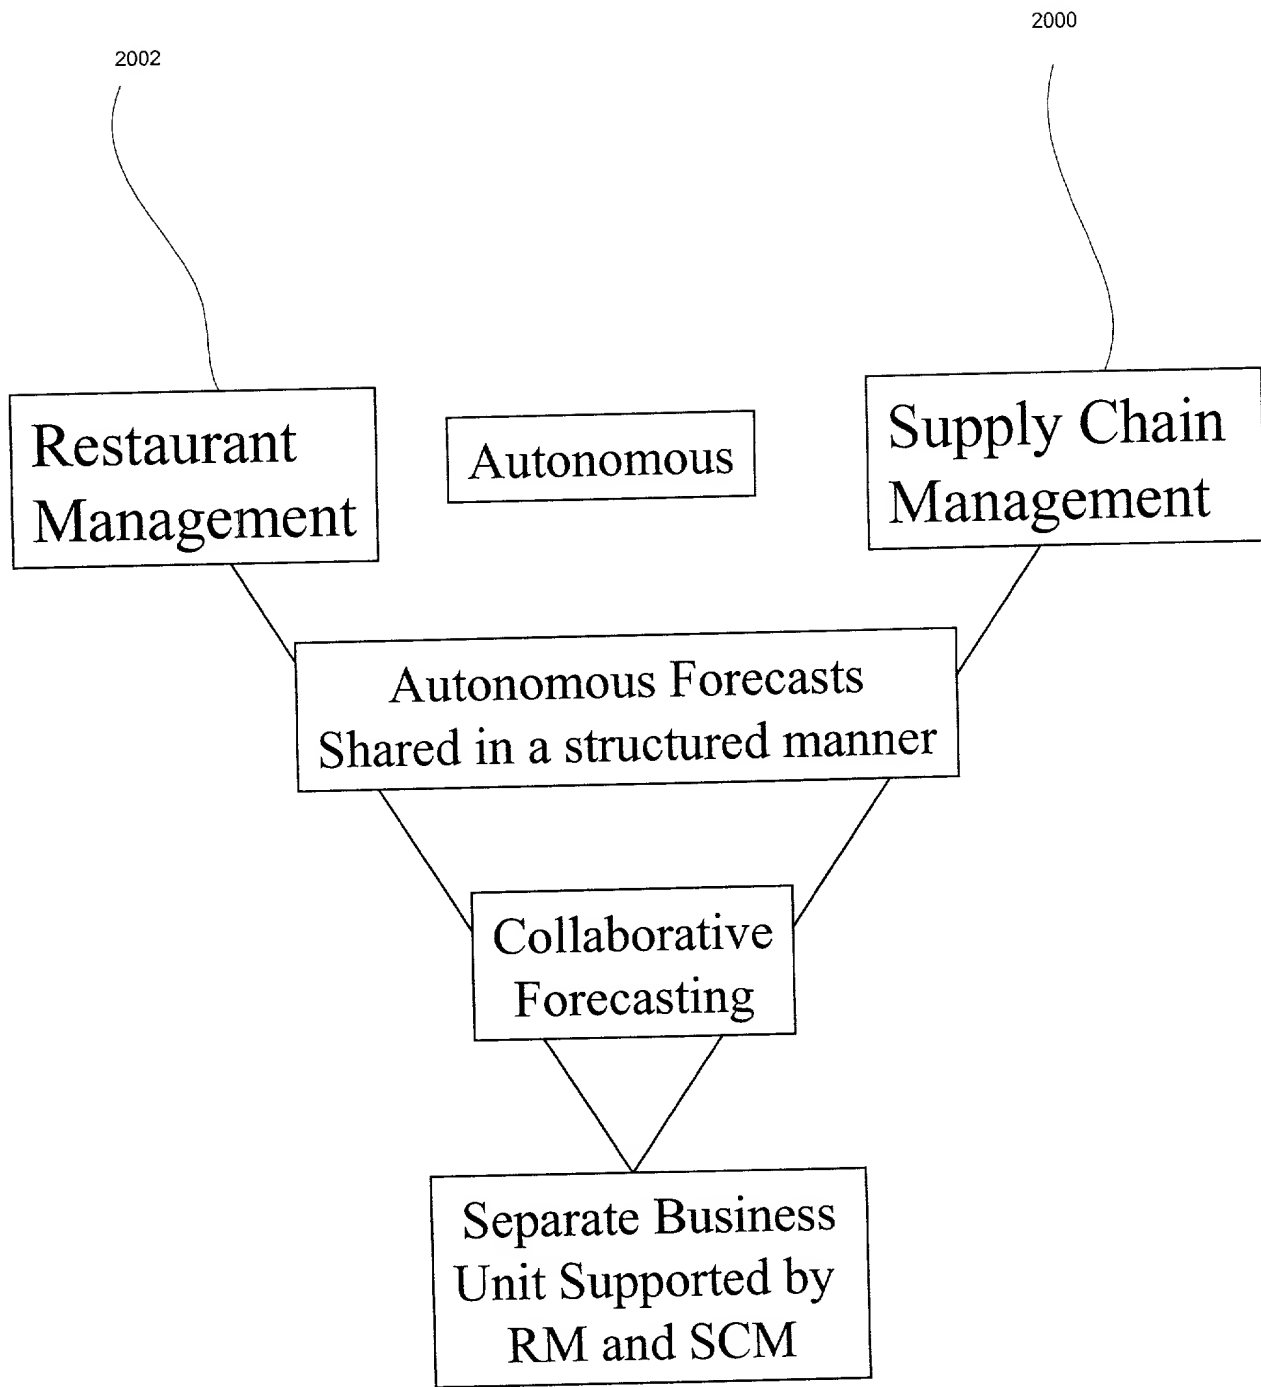 2000
2002
Restaurant
Management
Autonomous
Supply Chain
Management
Autonomous Forecasts
Shared in a structured manner
Collaborative
Forecasting
Separate Business
Unit Supported by
RM and SCM